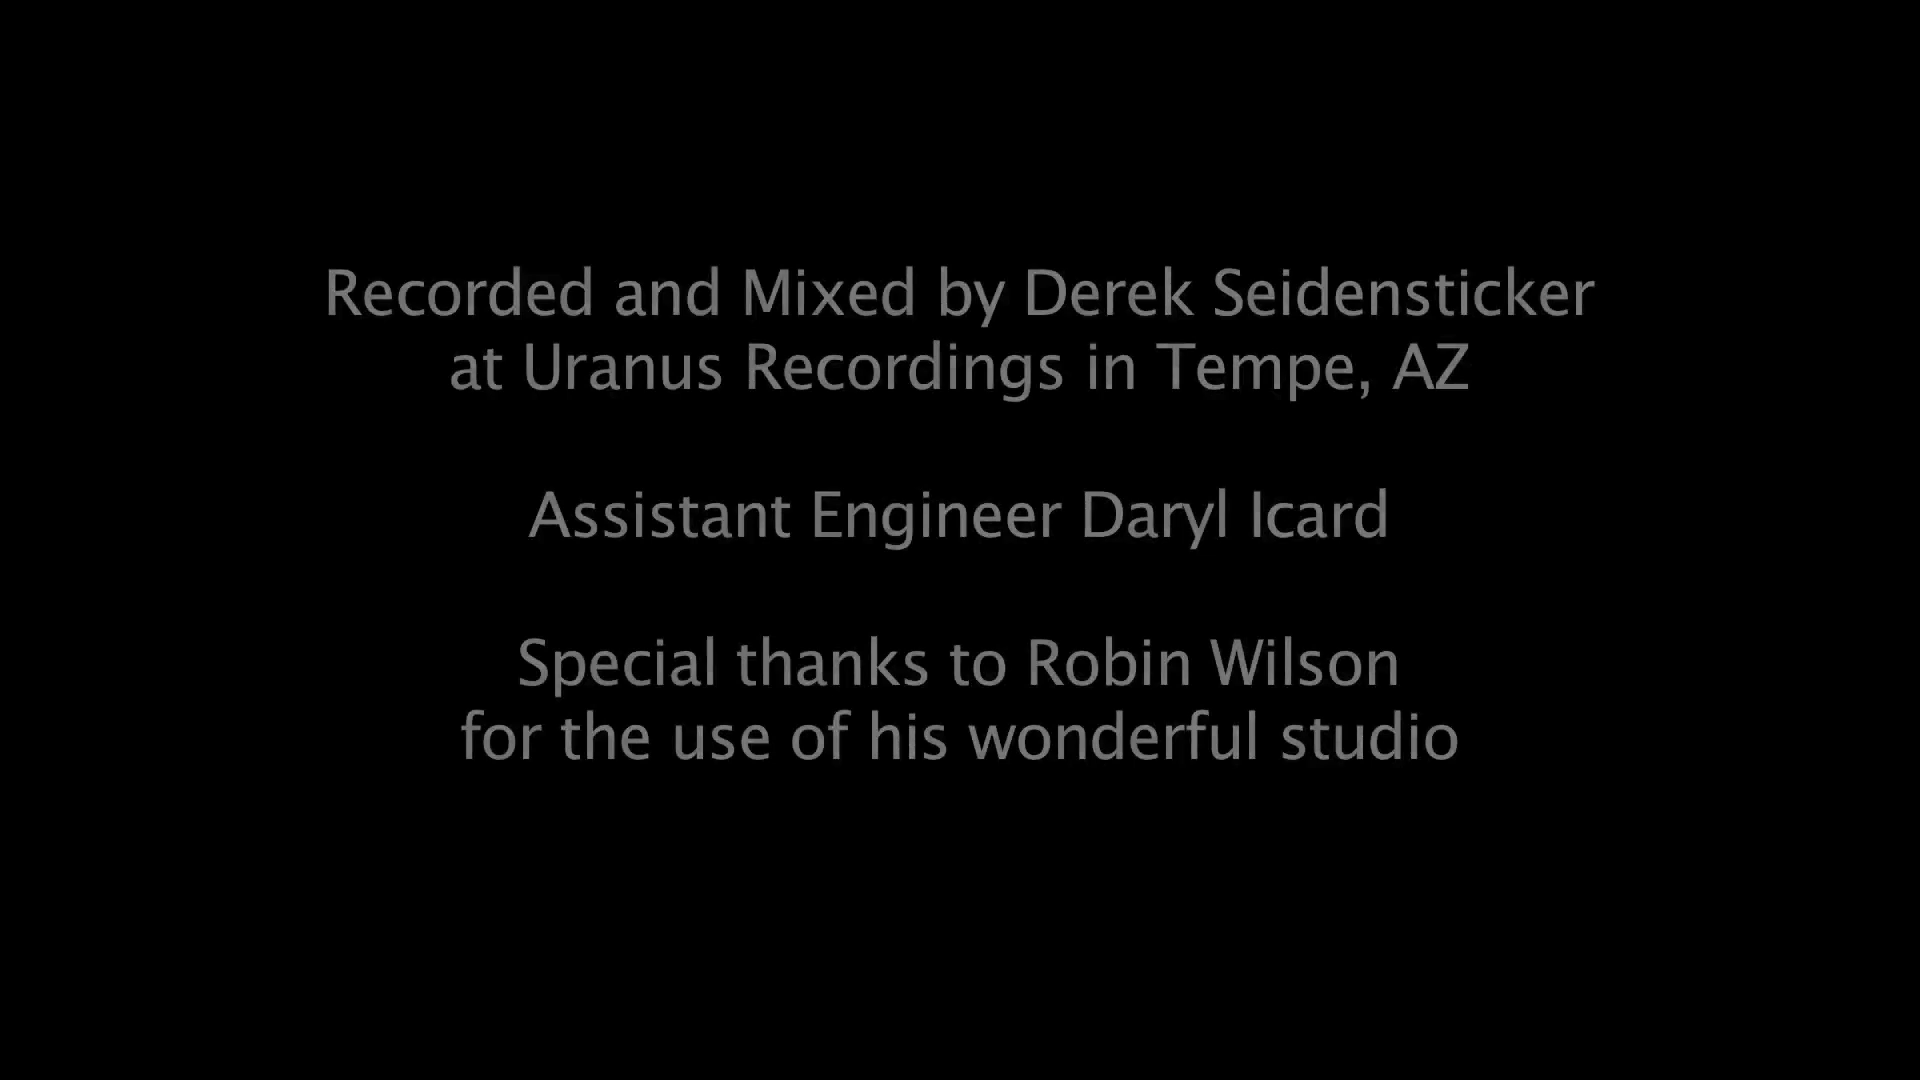 Recorded and Mixed by Derek Seidensticker
at Uranus Recordings in Tempe, AZ
Assistant Engineer Daryl Icard
Special thanks to Robin Wilson
for the use of his wonderful studio